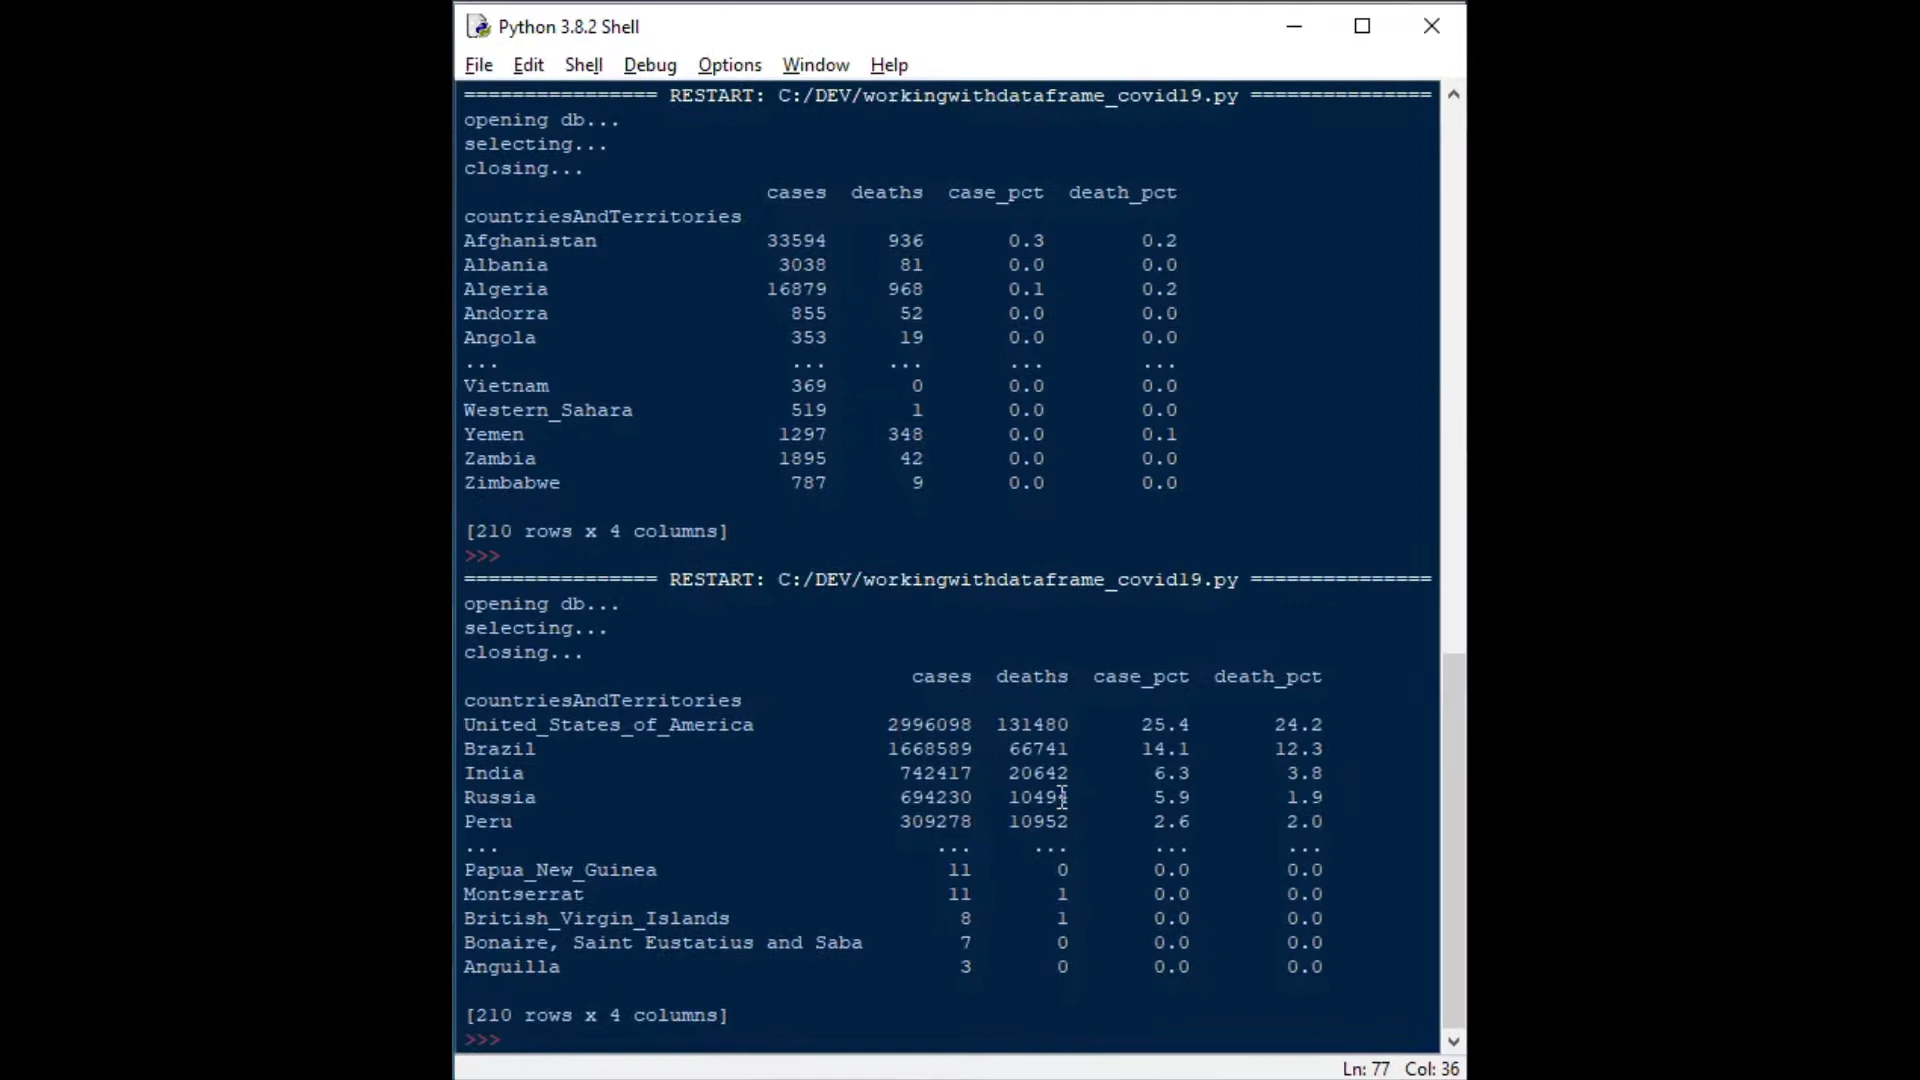 Python 3.8.2 Shell
File Edit Shell Debug Options Window Help
================ RESTART: C:/DEV/workingwithdataframe_covid19.py ===============
opening db...
selecting...
closing...
cases deaths case_pct death_pct
countriesAndTerritories
Afghanistan 33594 936 0.3 0.2
Albania 3038 81 0.0 0.0
Algeria 16879 968 0.1 0.2
Andorra 855 52 0.0 0.0
Angola 353 19 0.0 0.0
... ... ... ... ...
Vietnam 369 0 0.0 0.0
Western_Sahara 519 1 0.0 0.0
Yemen 1297 348 0.0 0.1
Zambia 1895 42 0.0 0.0
Zimbabwe 787 9 0.0 0.0
[210 rows x 4 columns]
>>>
================ RESTART: C:/DEV/workingwithdataframe_covid19.py ===============
opening db...
selecting...
closing...
cases deaths case_pct death_pct
countriesAndTerritories
United_States_of_America 2996098 131480 25.4 24.2
Brazil 1668589 66741 14.1 12.3
India 742417 20642 6.3 3.8
Russia 694230 10494 5.9 1.9
Peru 309278 10952 2.6 2.0
... ... ... ... ...
Papua_New_Guinea 11 0 0.0 0.0
Montserrat 11 1 0.0 0.0
British_Virgin_Islands 8 1 0.0 0.0
Bonaire, Saint Eustatius and Saba 7 0 0.0 0.0
Anguilla 3 0 0.0 0.0
[210 rows x 4 columns]
>>>
Ln: 77 Col: 36